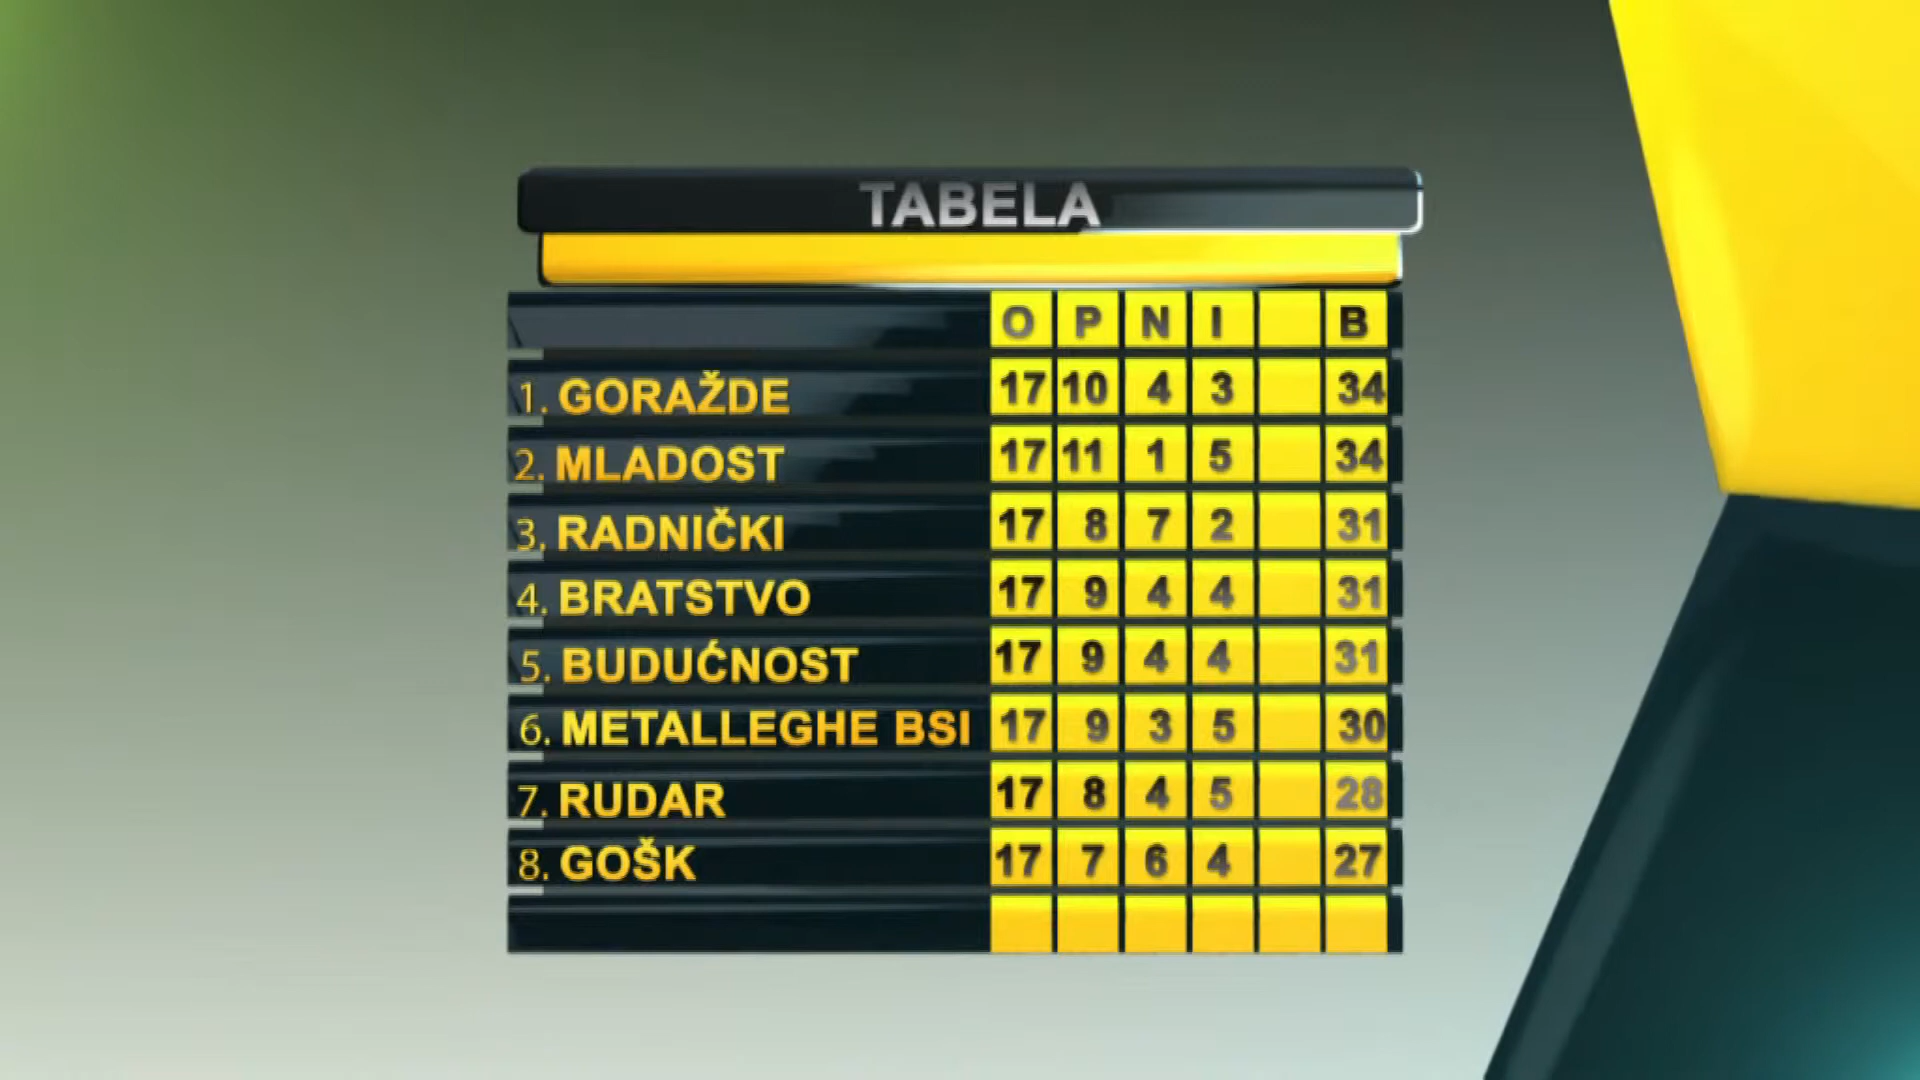 TABELA
O P N I B
1. GORAŽDE 17 10 4 3 34
2. MLADOST 17 11 1 5 34
3. RADNIČKI 17 8 7 2 31
4. BRATSTVO 17 9 4 4 31
5. BUDUĆNOST 17 9 4 4 31
6. METALLEGHE BSI 17 9 3 5 30
7. RUDAR 17 8 4 5 28
8. GOŠK 17 7 6 4 27